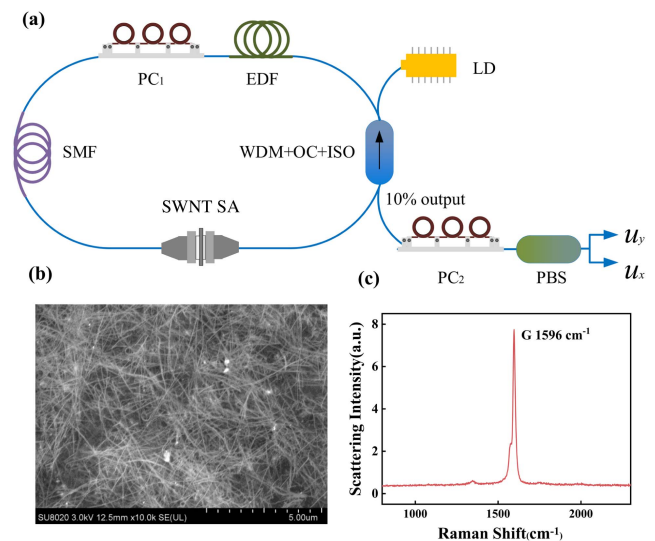 (a)
PC₁
EDF
LD
SMF
WDM+OC+ISO
SWNT SA
10% output
PC₂
PBS
u_y
u_x
(b)
SU8020 3.0kV 12.5mm x10.0k SE(UL)
5.00um
(c)
G 1596 cm⁻¹
Scattering Intensity(a.u.)
8
6
4
2
0
1000
1500
2000
Raman Shift(cm⁻¹)